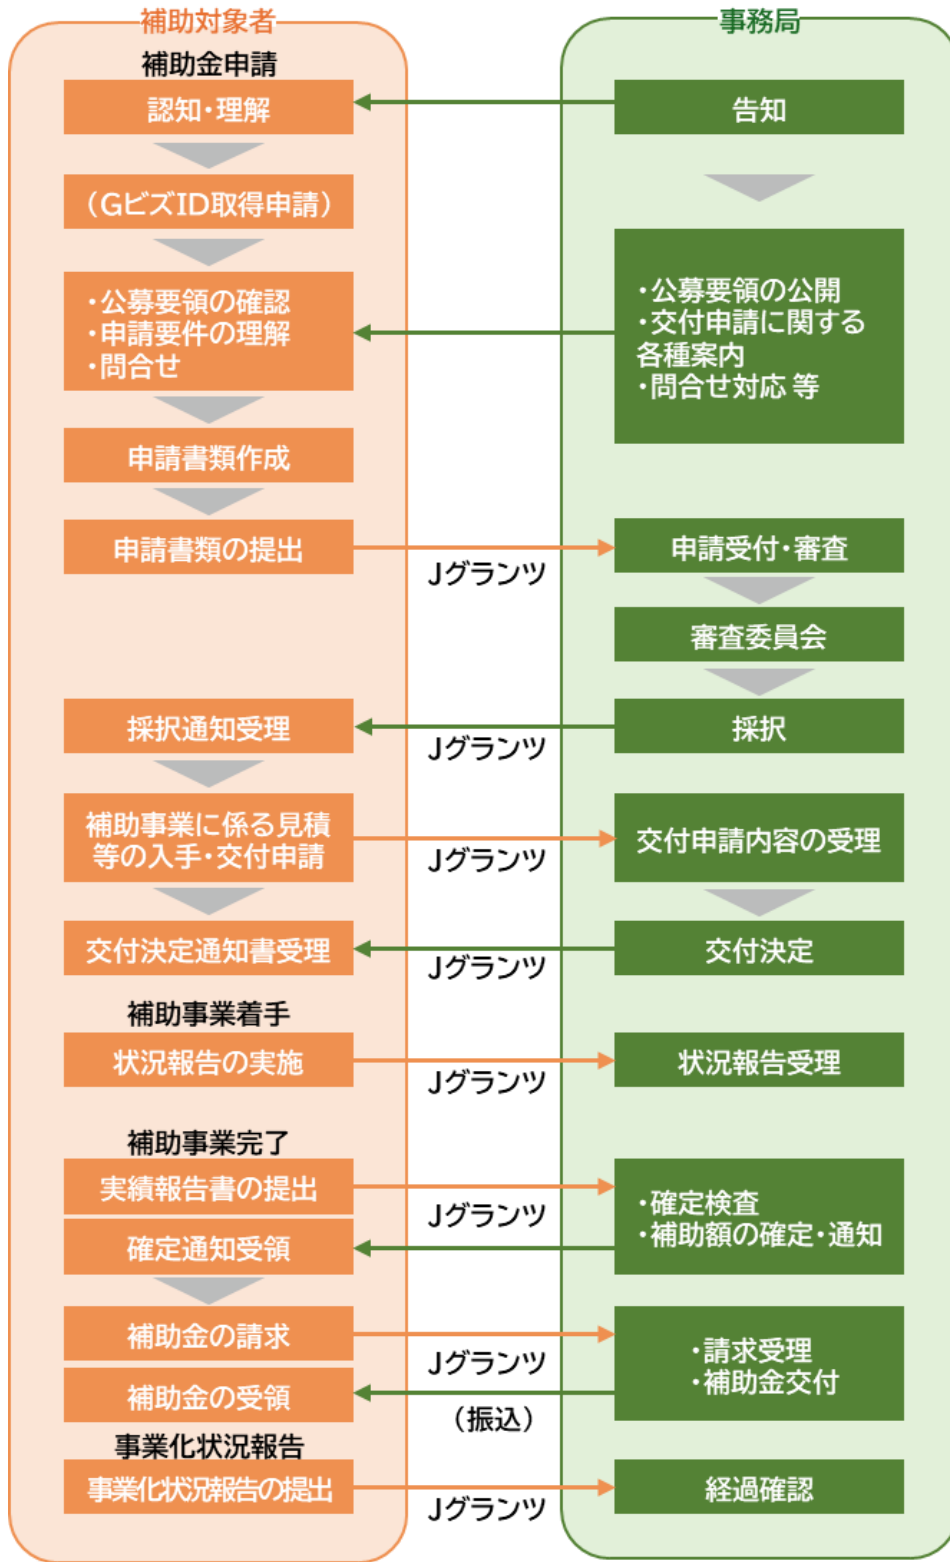 補助対象者
事務局
補助金申請
認知・理解
告知
（GビズID取得申請）
・公募要領の確認
・申請要件の理解
・問合せ
・公募要領の公開
・交付申請に関する
各種案内
・問合せ対応 等
申請書類作成
申請書類の提出
Jグランツ
申請受付・審査
審査委員会
採択通知受理
Jグランツ
採択
補助事業に係る見積
等の入手・交付申請
Jグランツ
交付申請内容の受理
交付決定通知書受理
Jグランツ
交付決定
補助事業着手
状況報告の実施
Jグランツ
状況報告受理
補助事業完了
実績報告書の提出
Jグランツ
確定通知受領
・確定検査
・補助額の確定・通知
補助金の請求
Jグランツ
補助金の受領
（振込）
・請求受理
・補助金交付
事業化状況報告
事業化状況報告の提出
Jグランツ
経過確認